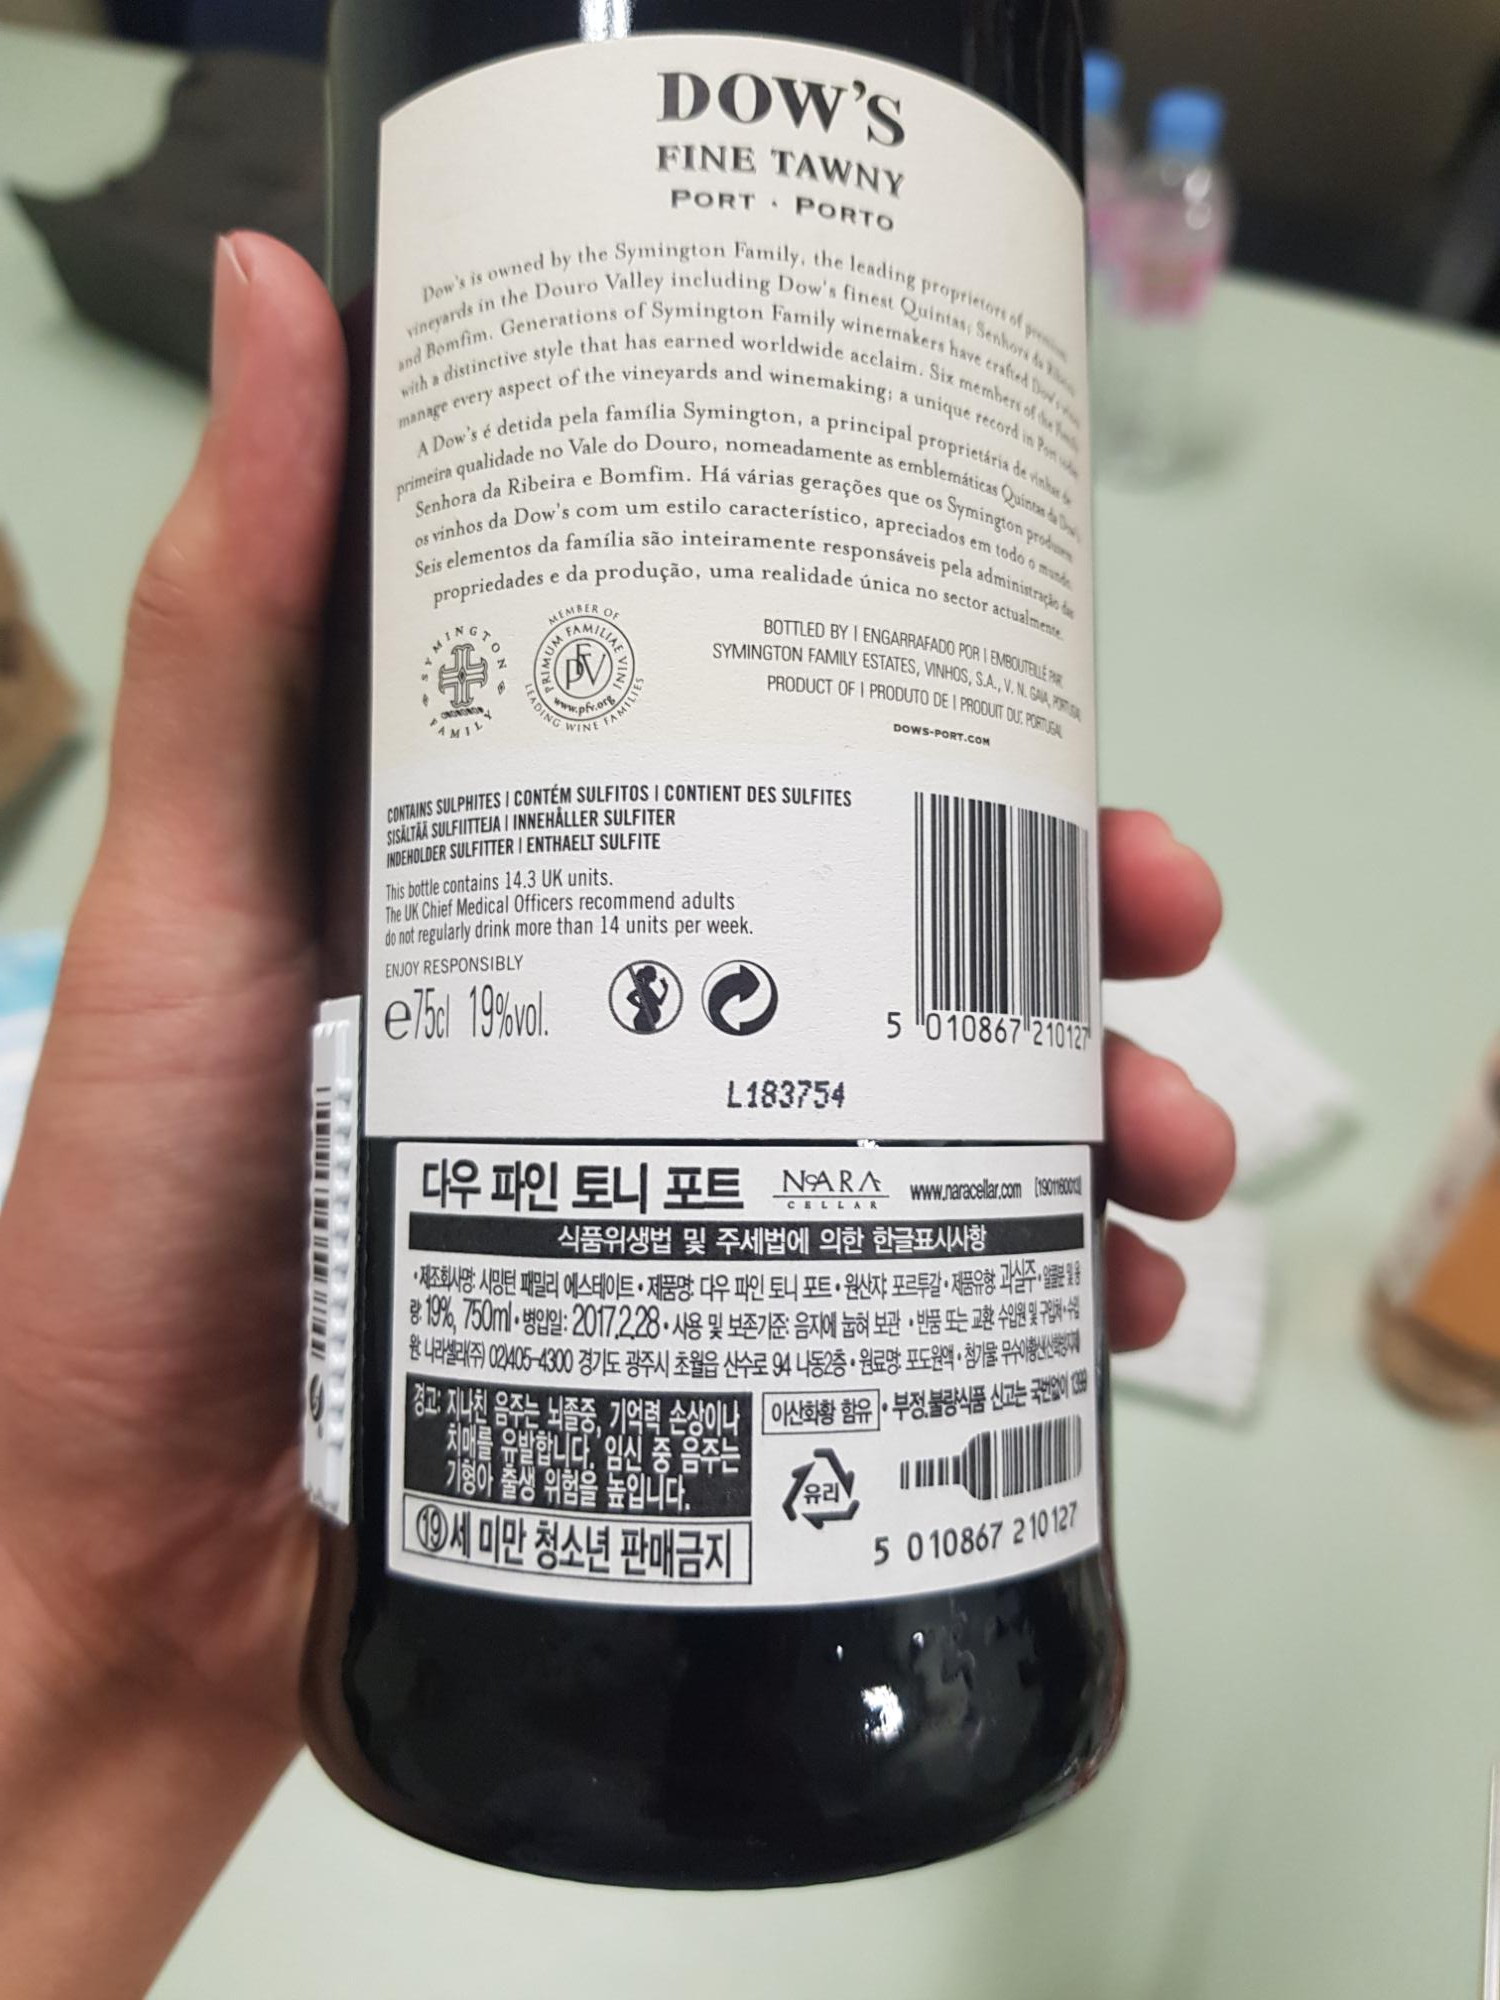 DOW'S
FINE TAWNY
PORT · PORTO
Dow's is owned by the Symington Family, the leading proprietors of premium
vineyards in the Douro Valley including Dow's finest Quintas; Senhora da Ribeira
and Bomfim. Generations of Symington Family winemakers have crafted Dow's
with a distinctive style that has earned worldwide acclaim. Six members of the Family
manage every aspect of the vineyards and winemaking; a unique record in Port
A Dow's é detida pela família Symington, a principal proprietária de vinhas de
primeira qualidade no Vale do Douro, nomeadamente as emblemáticas Quintas da Dow's
Senhora da Ribeira e Bomfim. Há várias gerações que os Symington produzem
os vinhos da Dow's com um estilo característico, apreciados em todo o mundo.
Seis elementos da família são inteiramente responsáveis pela administração das
propriedades e da produção, uma realidade única no sector actualmente.
SYMINGTON FAMILY
MEMBER OF
PRIMUM FAMILIAE VINI
PFV
www.pfv.org
LEADING WINE FAMILIES
BOTTLED BY | ENGARRAFADO POR | EMBOUTEILLÉ PAR
SYMINGTON FAMILY ESTATES, VINHOS, S.A., V. N. GAIA, PORTUGAL
PRODUCT OF | PRODUTO DE | PRODUIT DU: PORTUGAL
DOWS-PORT.COM
CONTAINS SULPHITES | CONTÉM SULFITOS | CONTIENT DES SULFITES
SISÄLTÄÄ SULFIITTEJA | INNEHÅLLER SULFITER
INDEHOLDER SULFITTER | ENTHAELT SULFITE
This bottle contains 14.3 UK units.
The UK Chief Medical Officers recommend adults
do not regularly drink more than 14 units per week.
ENJOY RESPONSIBLY
e75cl 19%vol.
5 010867 210127
L183754
다우 파인 토니 포트 NARA CELLAR www.naracellar.com
식품위생법 및 주세법에 의한 한글표시사항
·제조회사명: 시밍턴 패밀리 에스테이트·제품명: 다우 파인 토니 포트·원산지: 포르투갈·제품유형: 과실주·알콜분 및 용
량: 19%, 750ml·병입일: 2017.2.28·사용 및 보존기준: 음지에 눕혀 보관 ·반품 또는 교환: 수입원 및 구입처·수입
원: 나라셀라(주) 02)405-4300 경기도 광주시 초월읍 산수로 94 나동2층·원료명: 포도원액·첨가물: 무수아황산(산화방지제)
경고: 지나친 음주는 뇌졸중, 기억력 손상이나
치매를 유발합니다. 임신 중 음주는
기형아 출생 위험을 높입니다.
이산화황 함유 ·부정,불량식품 신고는 국번없이 1399
유리
19세 미만 청소년 판매금지
5 010867 210127